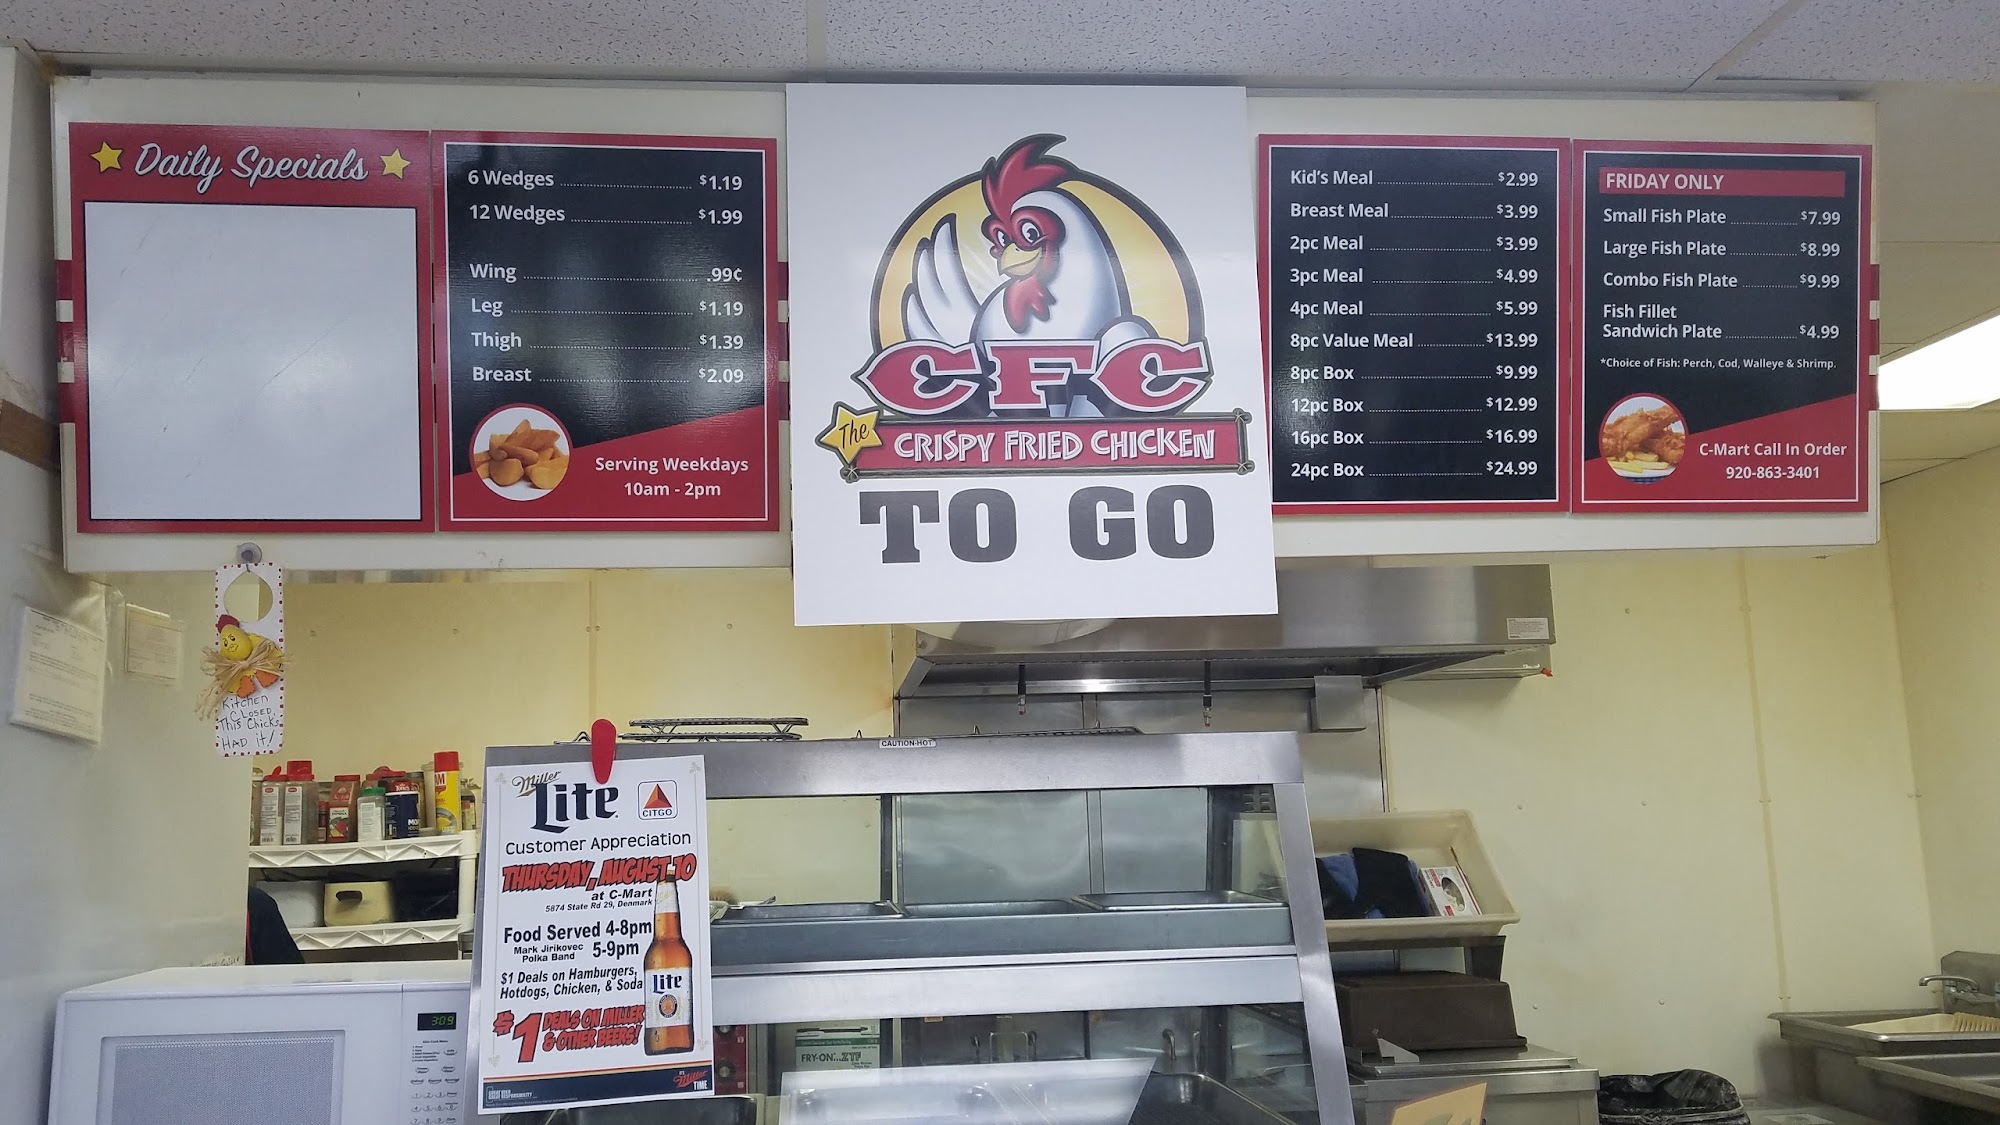 Daily Specials
6 Wedges $1.19
12 Wedges $1.99
Wing .99¢
Leg $1.19
Thigh $1.39
Breast $2.09
Serving Weekdays
10am - 2pm
CFC
The CRISPY FRIED CHICKEN
TO GO
Kid's Meal $2.99
Breast Meal $3.99
2pc Meal $3.99
3pc Meal $4.99
4pc Meal $5.99
8pc Value Meal $13.99
8pc Box $9.99
12pc Box $12.99
16pc Box $16.99
24pc Box $24.99
FRIDAY ONLY
Small Fish Plate $7.99
Large Fish Plate $8.99
Combo Fish Plate $9.99
Fish Fillet
Sandwich Plate $4.99
*Choice of Fish: Perch, Cod, Walleye & Shrimp.
C-Mart Call In Order
920-863-3401
Kitchen
Closed,
This Chicks
Had it!
CAUTION-HOT
Miller
Lite
CITGO
Customer Appreciation
THURSDAY, AUGUST 10
at C-Mart
5874 State Rd 29, Denmark
Food Served 4-8pm
Mark Jirikovec
Polka Band 5-9pm
$1 Deals on Hamburgers,
Hotdogs, Chicken, & Soda
$1 DEALS ON MILLER
& OTHER BEERS!
Lite
Miller
TIME
3:09
FRY-ON...ZTF